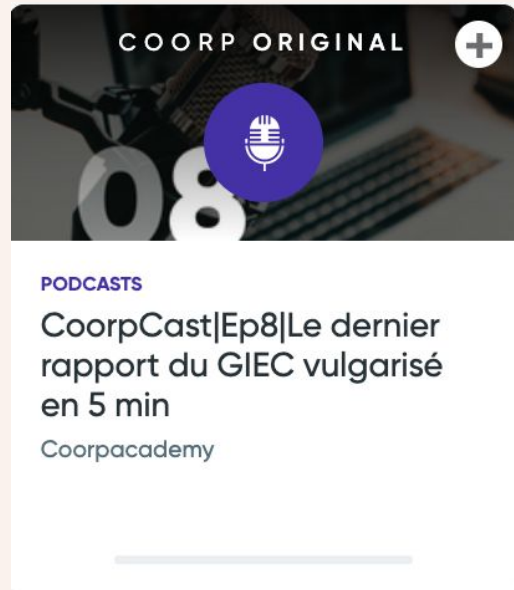 COORP ORIGINAL
08
PODCASTS
CoorpCast|Ep8|Le dernier
rapport du GIEC vulgarisé
en 5 min
Coorpacademy